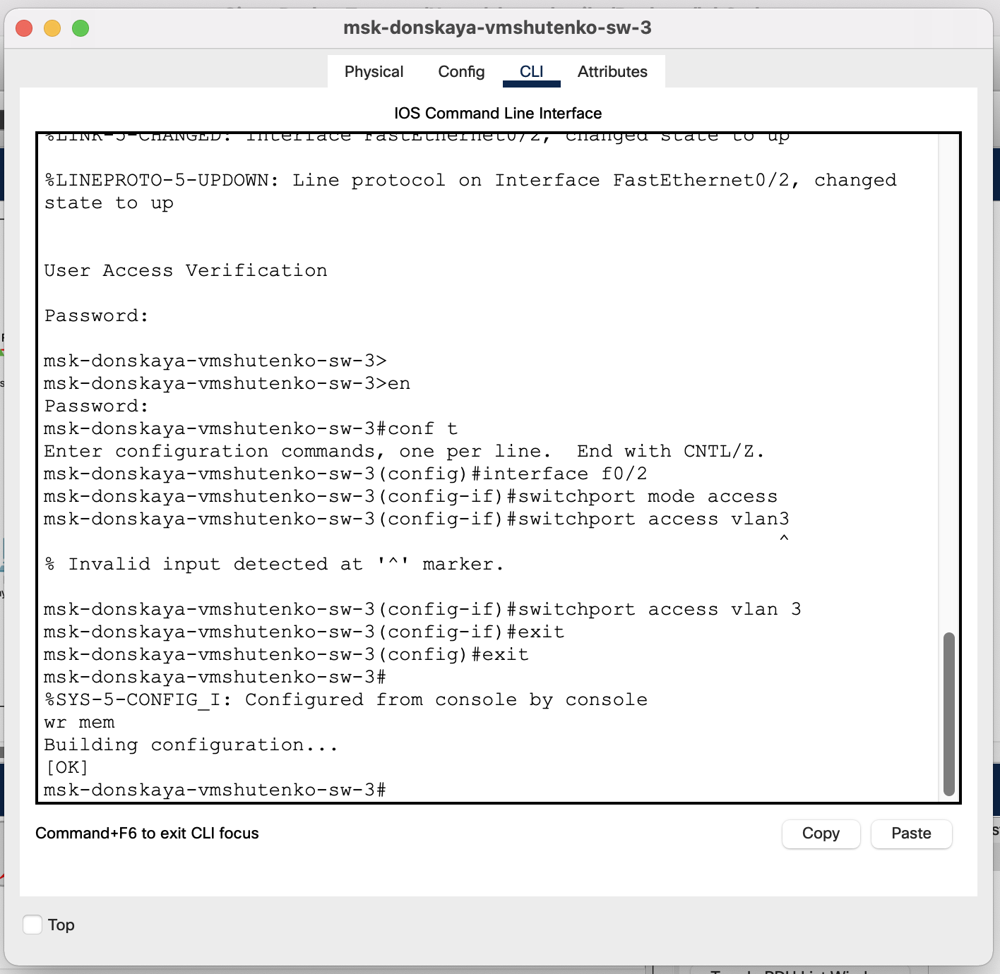 msk-donskaya-vmshutenko-sw-3
Physical Config CLI Attributes
IOS Command Line Interface
%LINK-5-CHANGED: Interface FastEthernet0/2, changed state to up
%LINEPROTO-5-UPDOWN: Line protocol on Interface FastEthernet0/2, changed
state to up
User Access Verification
Password:
msk-donskaya-vmshutenko-sw-3>
msk-donskaya-vmshutenko-sw-3>en
Password:
msk-donskaya-vmshutenko-sw-3#conf t
Enter configuration commands, one per line.  End with CNTL/Z.
msk-donskaya-vmshutenko-sw-3(config)#interface f0/2
msk-donskaya-vmshutenko-sw-3(config-if)#switchport mode access
msk-donskaya-vmshutenko-sw-3(config-if)#switchport access vlan3
^
% Invalid input detected at '^' marker.
msk-donskaya-vmshutenko-sw-3(config-if)#switchport access vlan 3
msk-donskaya-vmshutenko-sw-3(config-if)#exit
msk-donskaya-vmshutenko-sw-3(config)#exit
msk-donskaya-vmshutenko-sw-3#
%SYS-5-CONFIG_I: Configured from console by console
wr mem
Building configuration...
[OK]
msk-donskaya-vmshutenko-sw-3#
Command+F6 to exit CLI focus
Copy Paste
Top